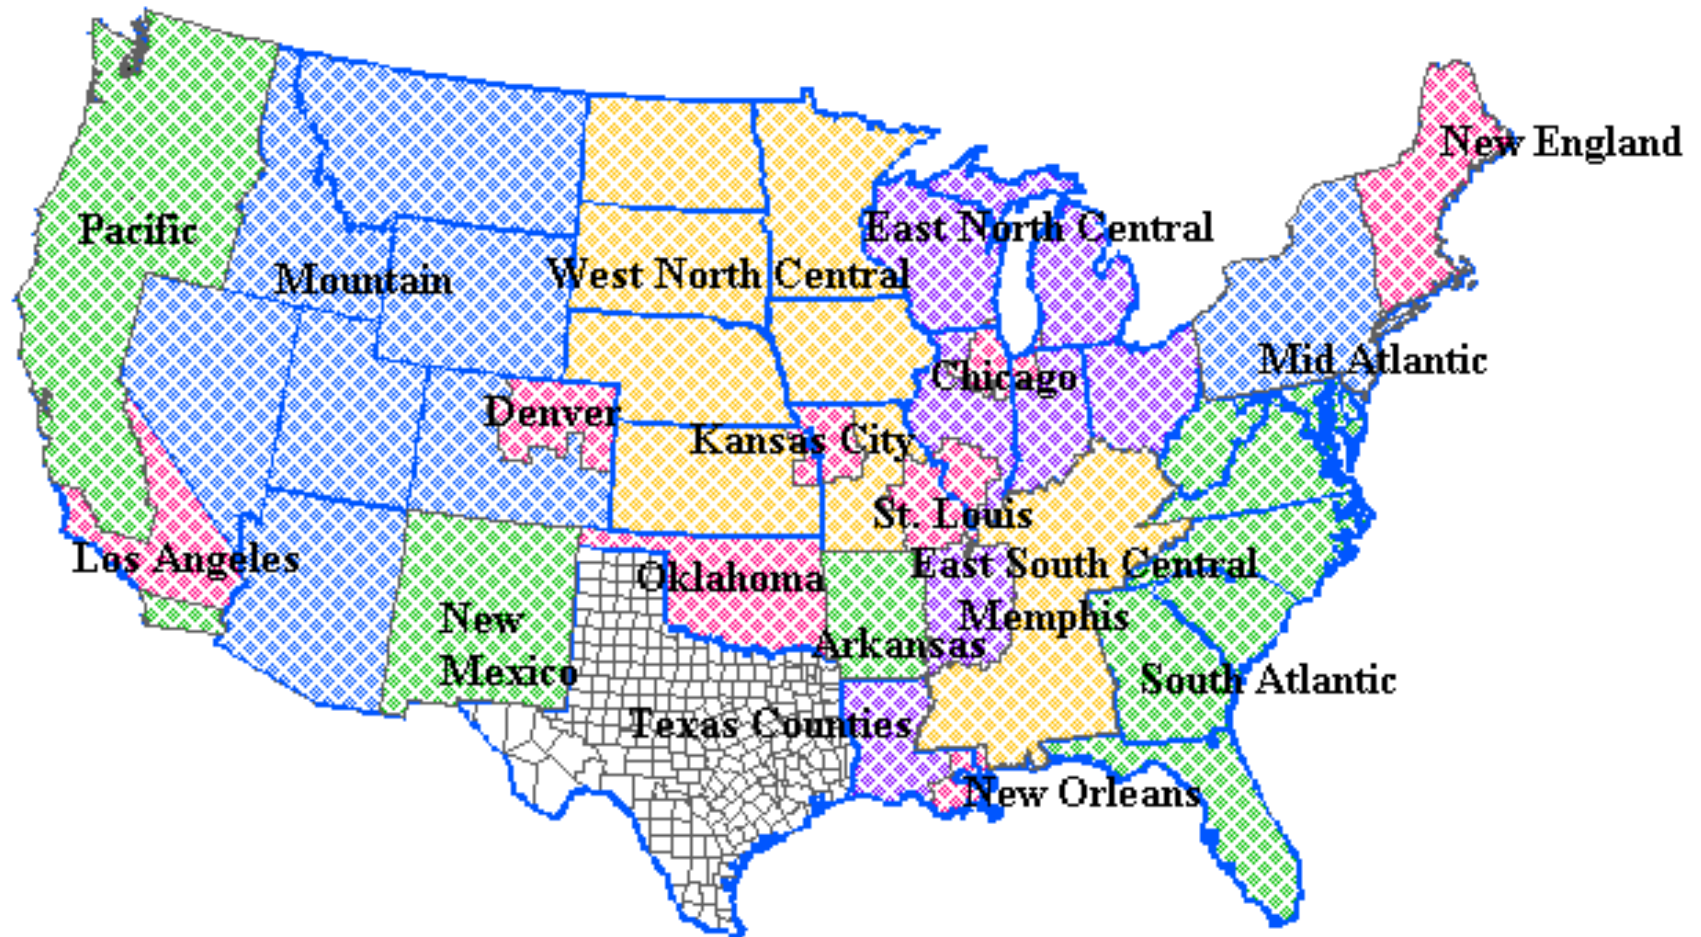 New England
Pacific
East North Central
Mountain
West North Central
Mid Atlantic
Chicago
Denver
Kansas City
St. Louis
Los Angeles
East South Central
Oklahoma
New
Mexico
Memphis
Arkansas
South Atlantic
Texas Counties
New Orleans